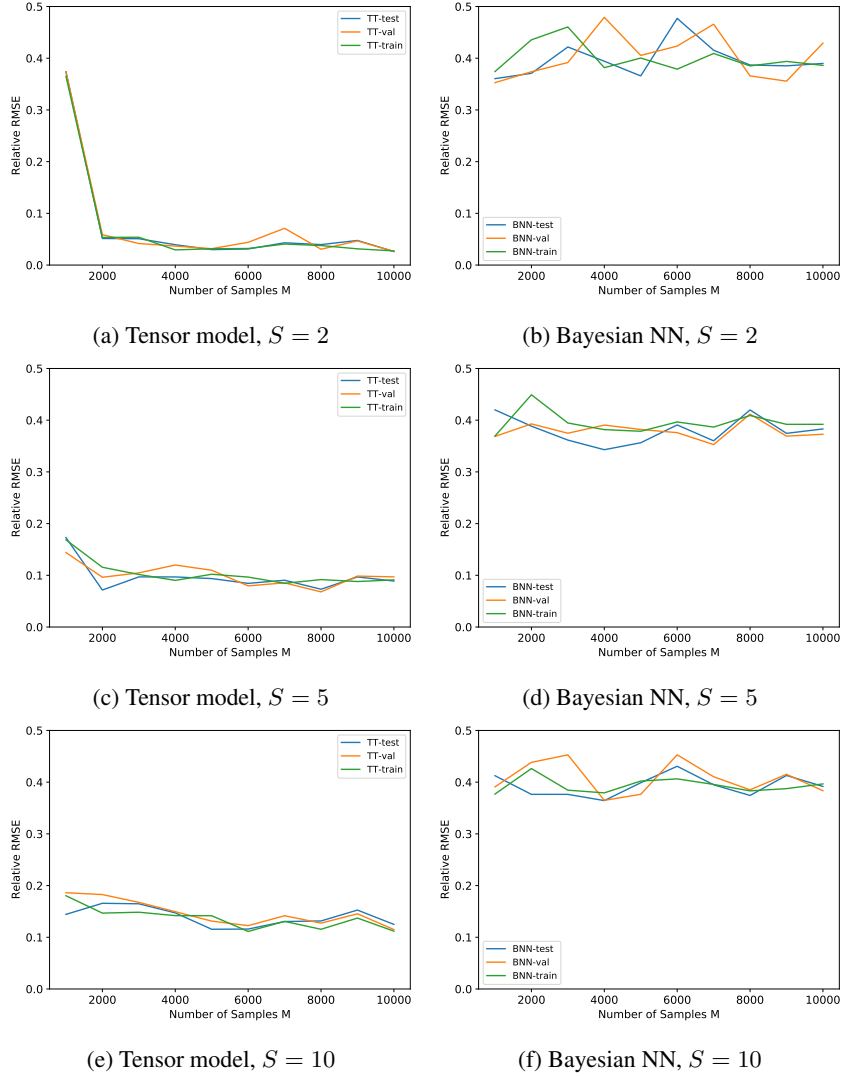 0.5
0.4
0.3
0.2
0.1
0.0
Relative RMSE
TT-test
TT-val
TT-train
2000 4000 6000 8000 10000
Number of Samples M
(a) Tensor model, S = 2
0.5
0.4
0.3
0.2
0.1
0.0
Relative RMSE
BNN-test
BNN-val
BNN-train
2000 4000 6000 8000 10000
Number of Samples M
(b) Bayesian NN, S = 2
0.5
0.4
0.3
0.2
0.1
0.0
Relative RMSE
TT-test
TT-val
TT-train
2000 4000 6000 8000 10000
Number of Samples M
(c) Tensor model, S = 5
0.5
0.4
0.3
0.2
0.1
0.0
Relative RMSE
BNN-test
BNN-val
BNN-train
2000 4000 6000 8000 10000
Number of Samples M
(d) Bayesian NN, S = 5
0.5
0.4
0.3
0.2
0.1
0.0
Relative RMSE
TT-test
TT-val
TT-train
2000 4000 6000 8000 10000
Number of Samples M
(e) Tensor model, S = 10
0.5
0.4
0.3
0.2
0.1
0.0
Relative RMSE
BNN-test
BNN-val
BNN-train
2000 4000 6000 8000 10000
Number of Samples M
(f) Bayesian NN, S = 10